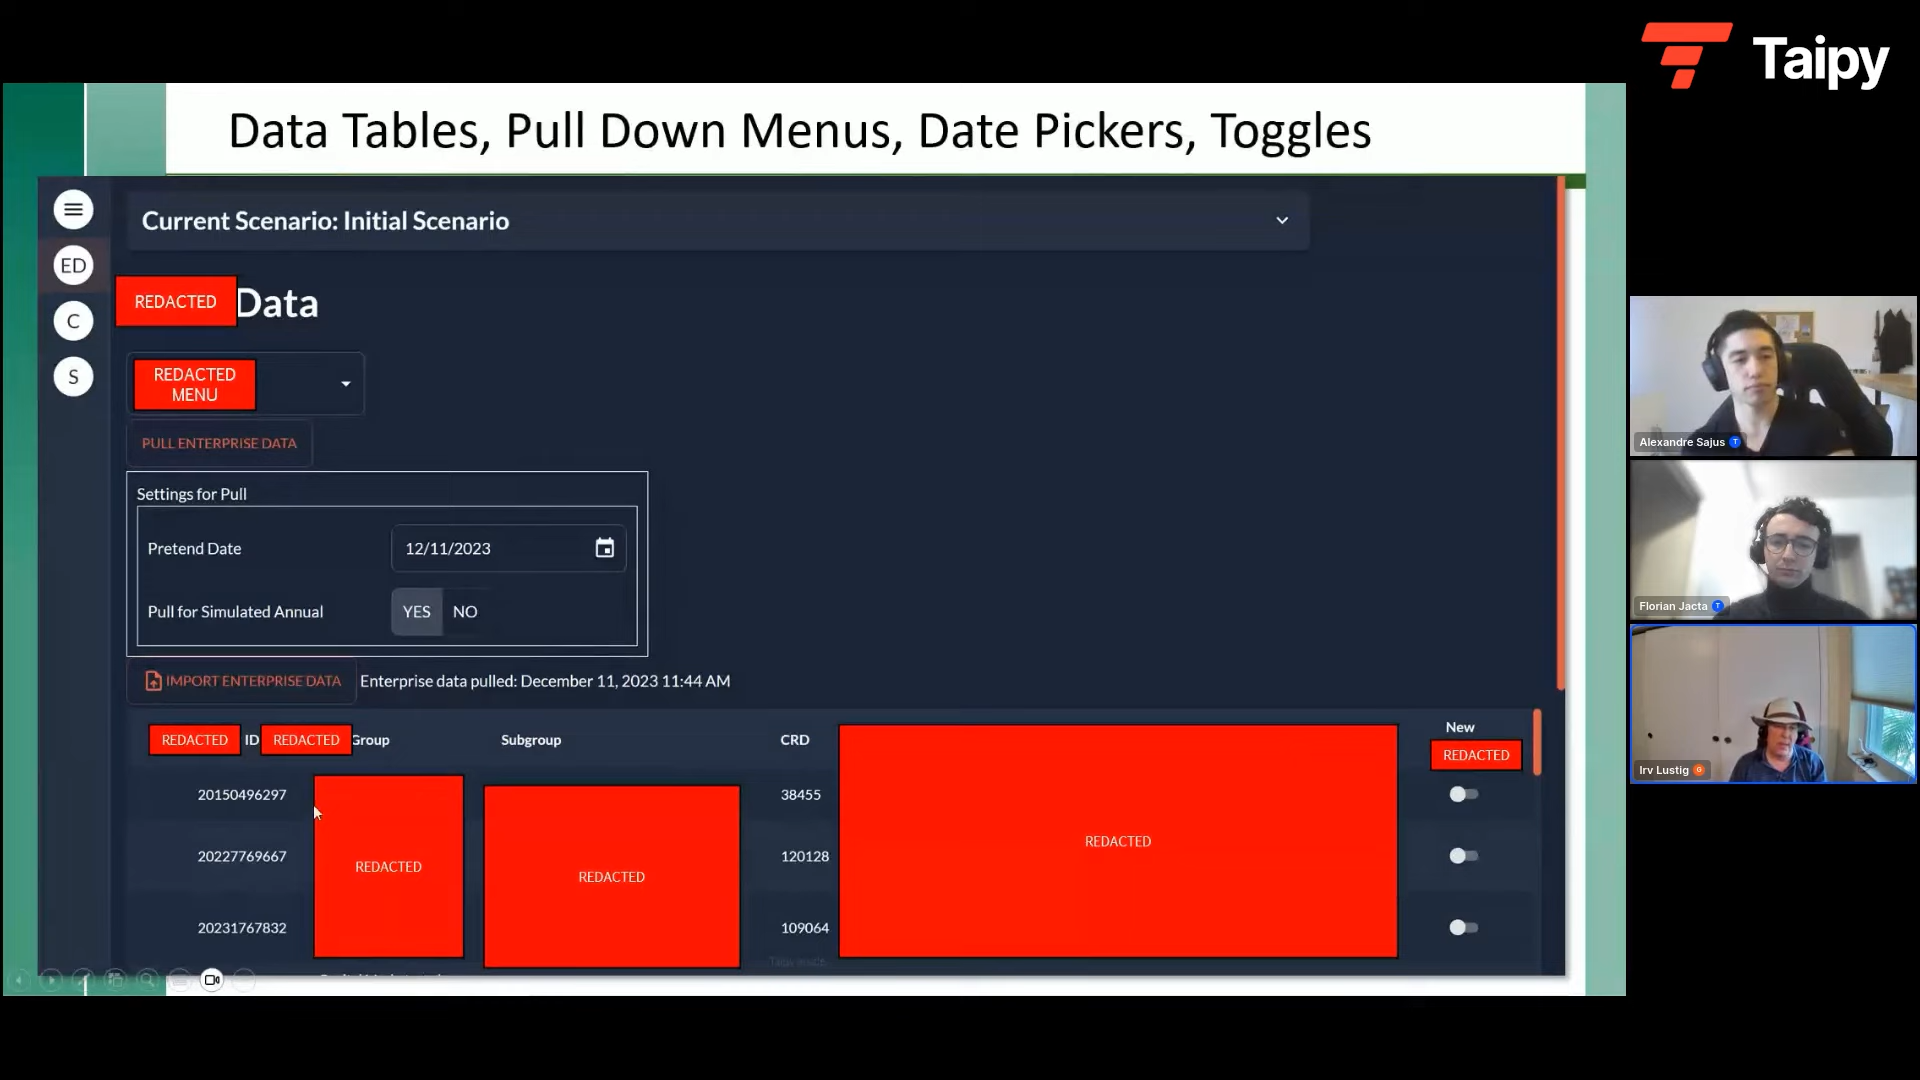 Taipy
Data Tables, Pull Down Menus, Date Pickers, Toggles
Current Scenario: Initial Scenario
ED
REDACTED Data
C
REDACTED
MENU
S
PULL ENTERPRISE DATA
Settings for Pull
Pretend Date 12/11/2023
Pull for Simulated Annual YES NO
IMPORT ENTERPRISE DATA Enterprise data pulled: December 11, 2023 11:44 AM
REDACTED ID REDACTED Group Subgroup CRD New
REDACTED
20150496297 38455
REDACTED
20227769667 120128
REDACTED
REDACTED
20231767832 109064
Alexandre Sajus T
Florian Jacta T
Irv Lustig